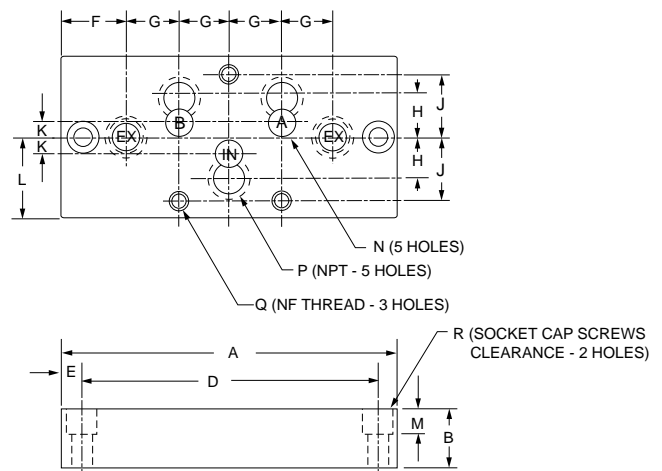 F G G G G
J
H
K
B A
EX EX
K
IN
H
J
L
N (5 HOLES)
P (NPT - 5 HOLES)
Q (NF THREAD - 3 HOLES)
R (SOCKET CAP SCREWS
CLEARANCE - 2 HOLES)
A
E
D
M
B